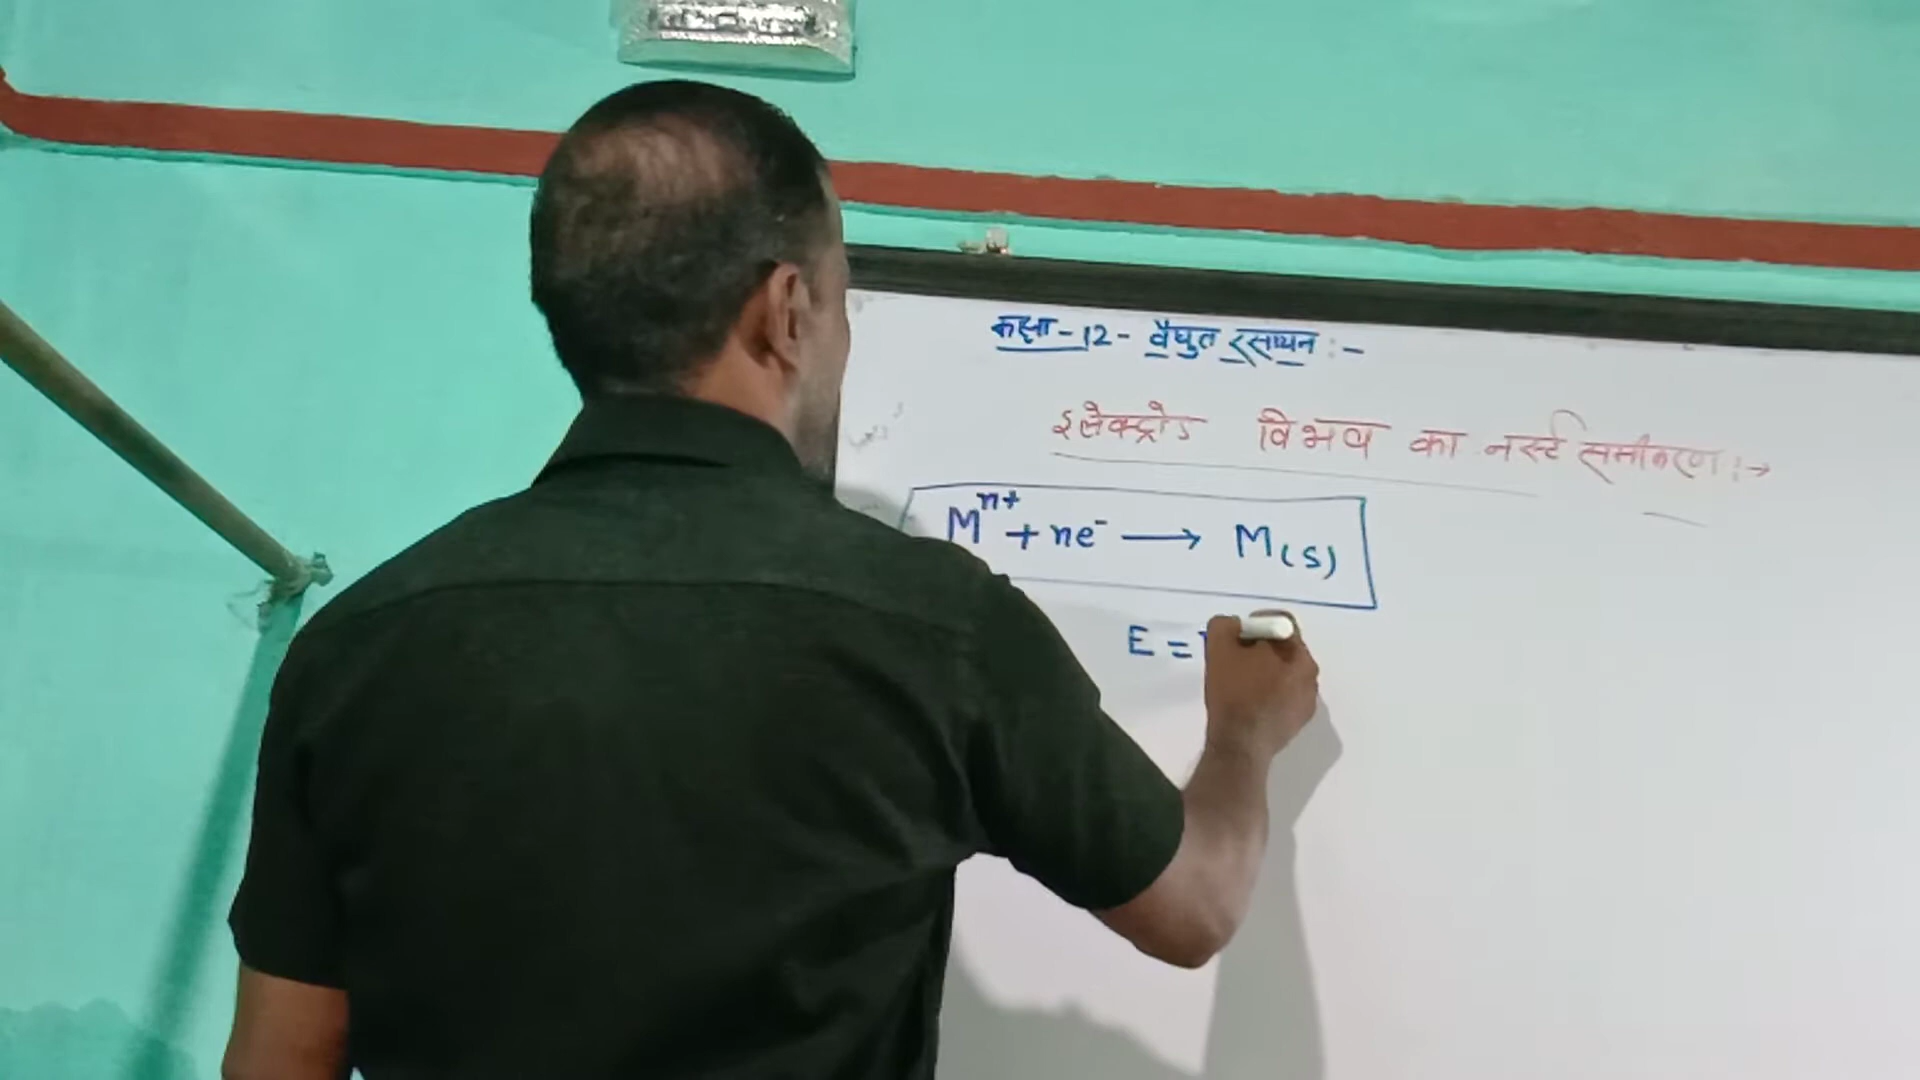 कक्षा - 12 - वैघुत रसायन : -
इलेक्ट्रोड विभव का नर्स्ट समीकरण :→
Mⁿ⁺ + ne⁻ ⟶ M(s)
E =